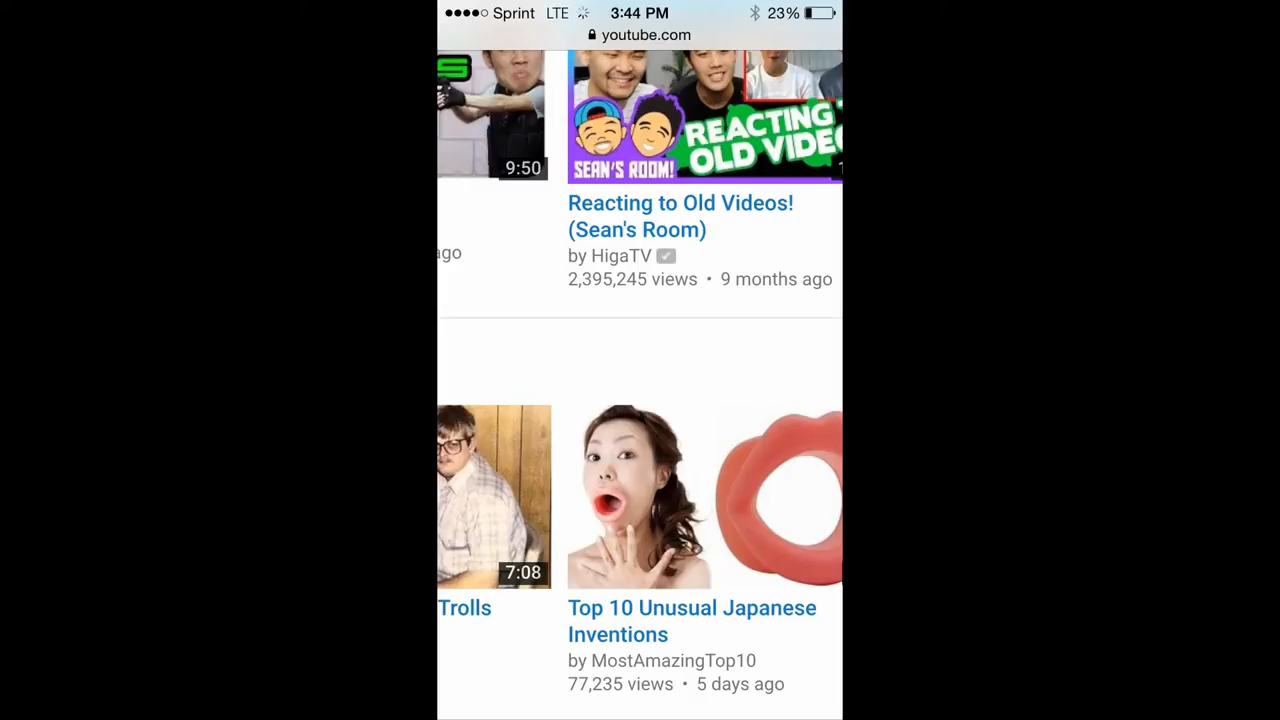 Sprint LTE 3:44 PM 23%
youtube.com
S
REACTING
OLD VIDEO
SEAN'S ROOM!
9:50
Reacting to Old Videos!
(Sean's Room)
ago
by HigaTV
2,395,245 views • 9 months ago
7:08
Trolls
Top 10 Unusual Japanese
Inventions
by MostAmazingTop10
77,235 views • 5 days ago